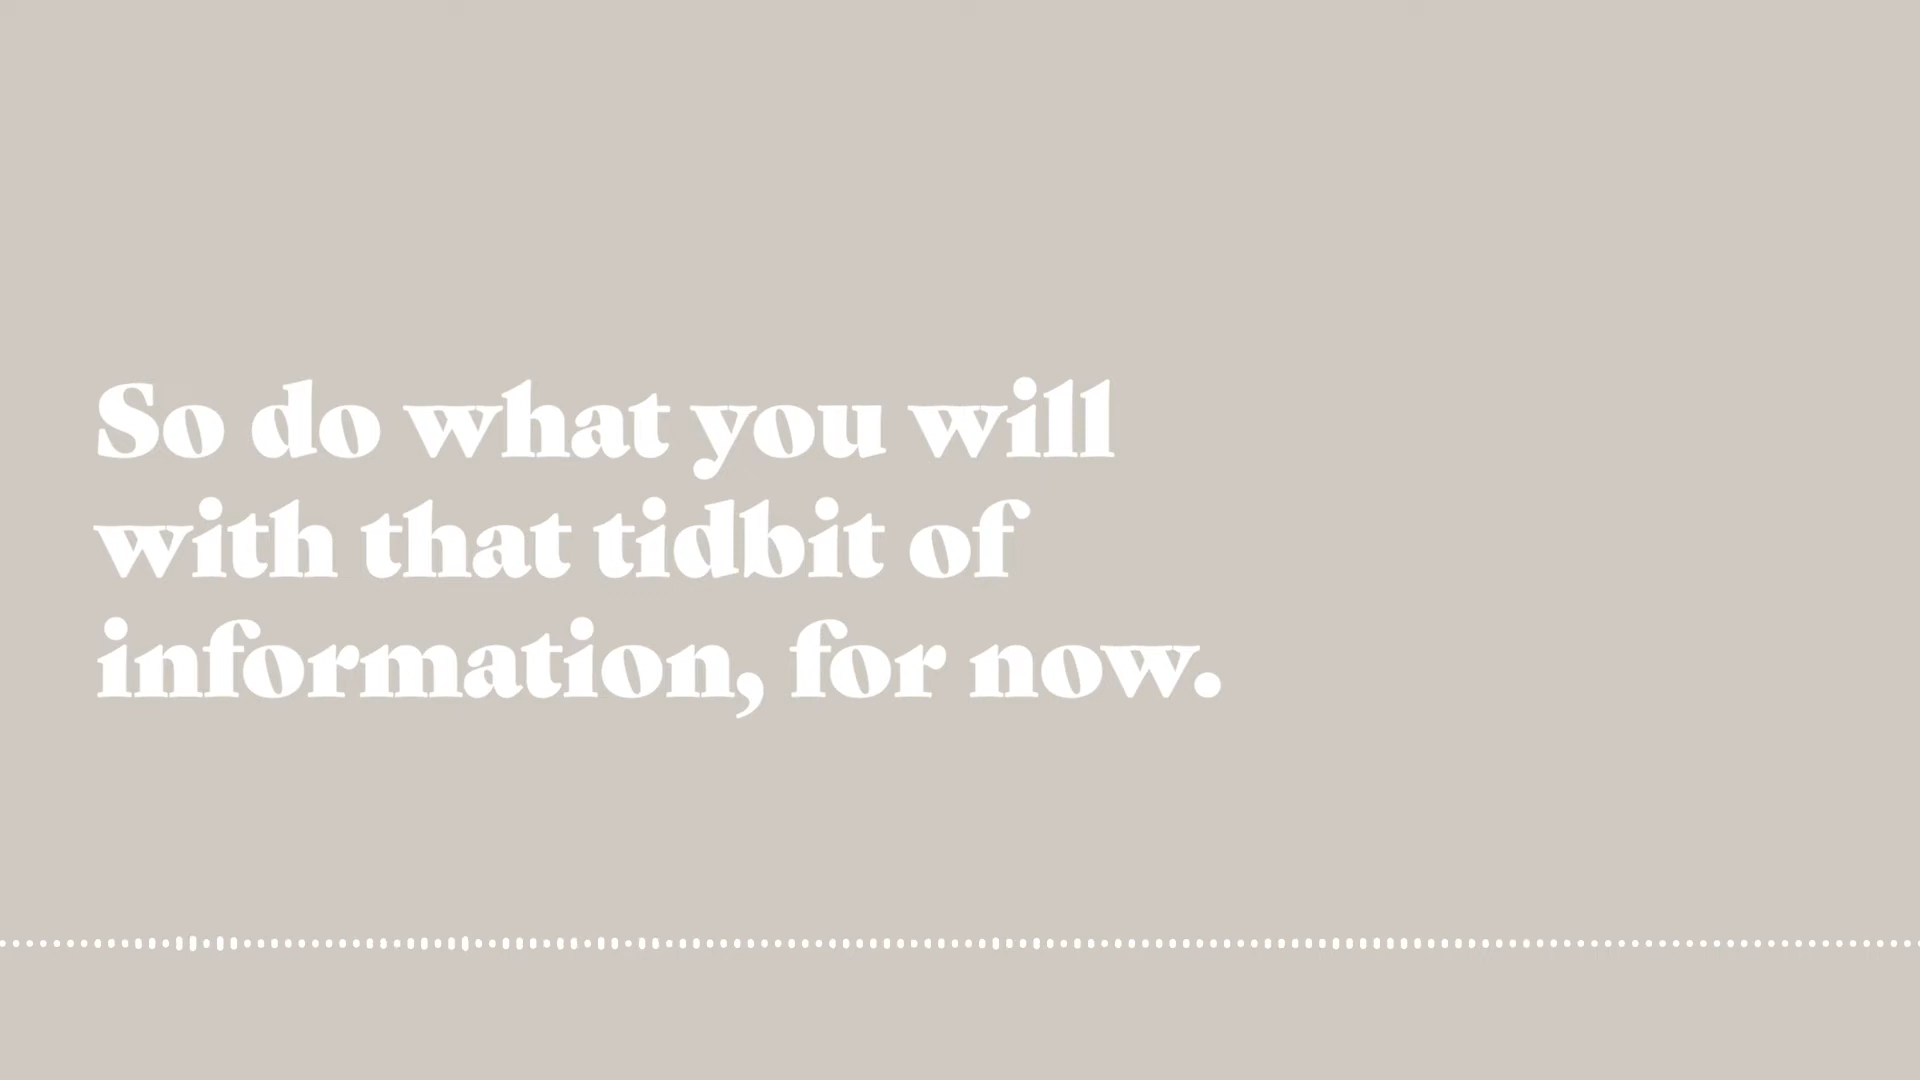 So do what you will
with that tidbit of
information, for now.